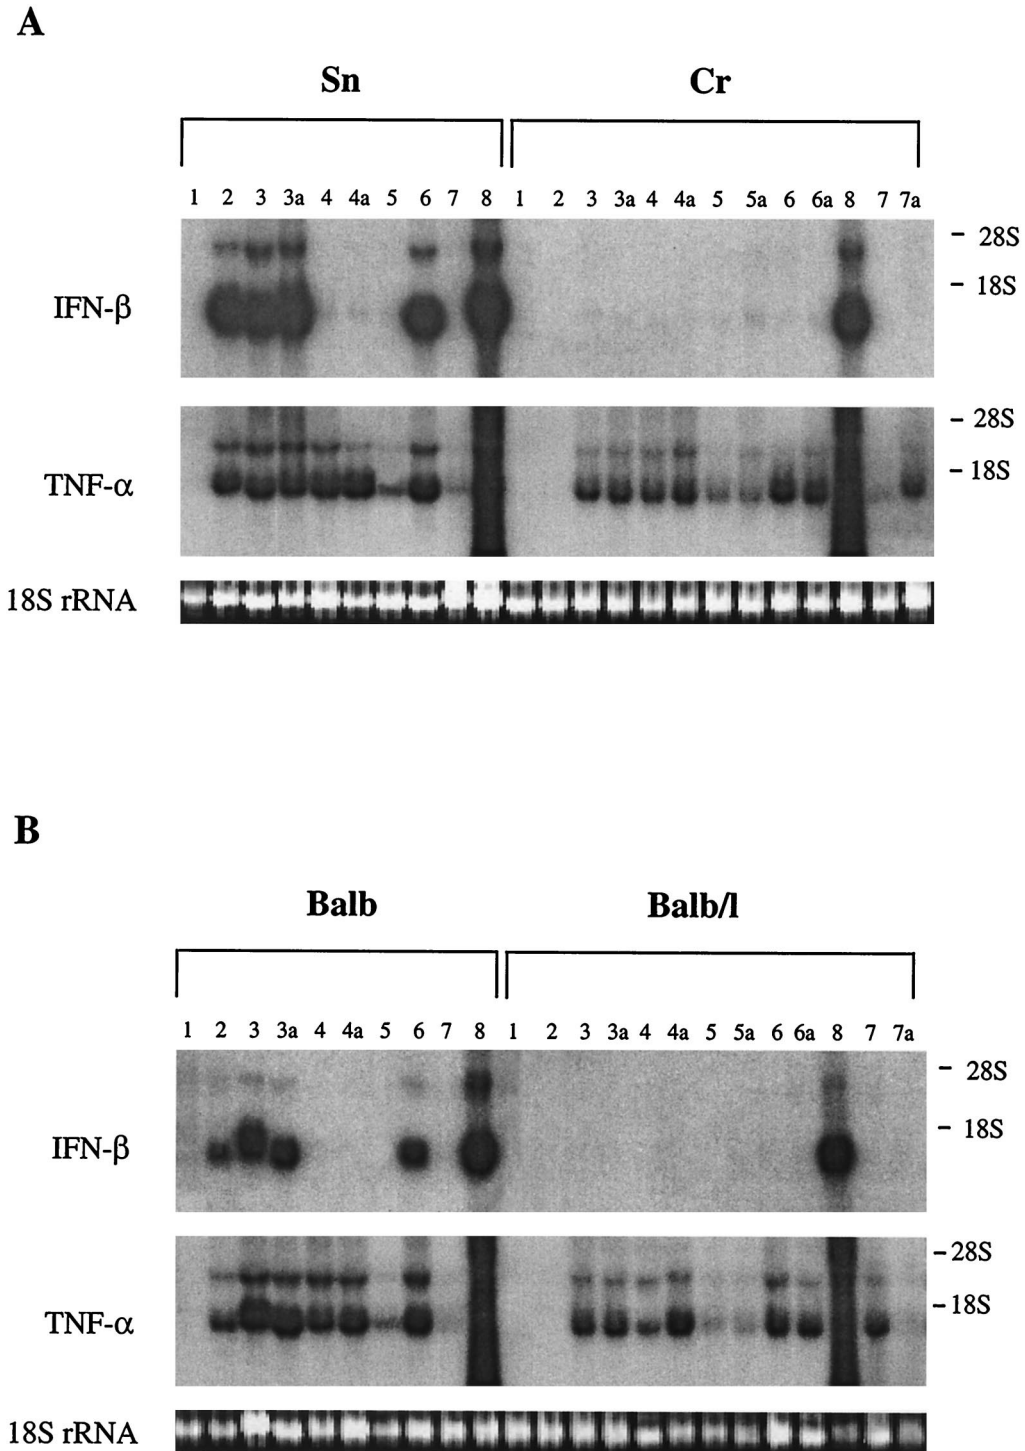 A
Sn Cr
1 2 3 3a 4 4a 5 6 7 8 1 2 3 3a 4 4a 5 5a 6 6a 8 7 7a
28S
18S
IFN-β
28S
18S
TNF-α
18S rRNA
B
Balb Balb/l
1 2 3 3a 4 4a 5 6 7 8 1 2 3 3a 4 4a 5 5a 6 6a 8 7 7a
28S
18S
IFN-β
28S
18S
TNF-α
18S rRNA